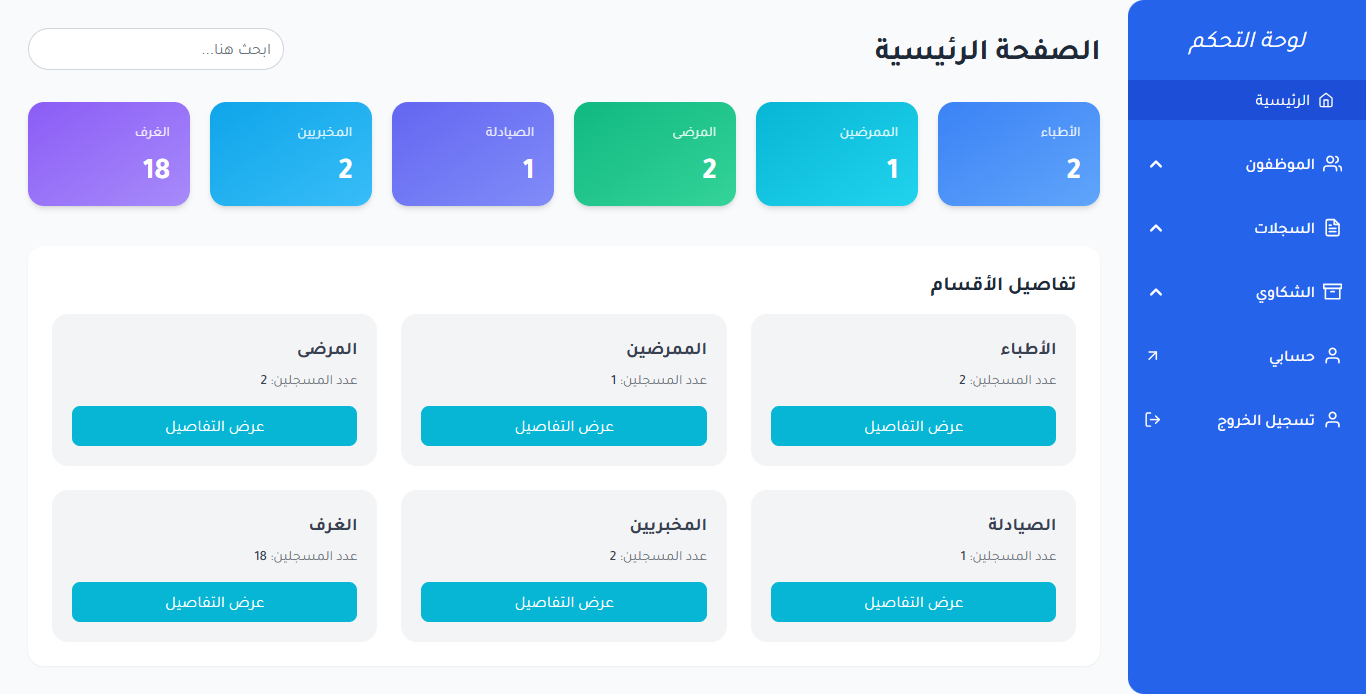 لوحة التحكم
الرئيسية
الموظفون
السجلات
الشكاوي
حسابي
تسجيل الخروج
الصفحة الرئيسية
ابحث هنا...
الأطباء
2
الممرضين
1
المرضى
2
الصيادلة
1
المخبريين
2
الغرف
18
تفاصيل الأقسام
الأطباء
عدد المسجلين: 2
عرض التفاصيل
الممرضين
عدد المسجلين: 1
عرض التفاصيل
المرضى
عدد المسجلين: 2
عرض التفاصيل
الصيادلة
عدد المسجلين: 1
عرض التفاصيل
المخبريين
عدد المسجلين: 2
عرض التفاصيل
الغرف
عدد المسجلين: 18
عرض التفاصيل